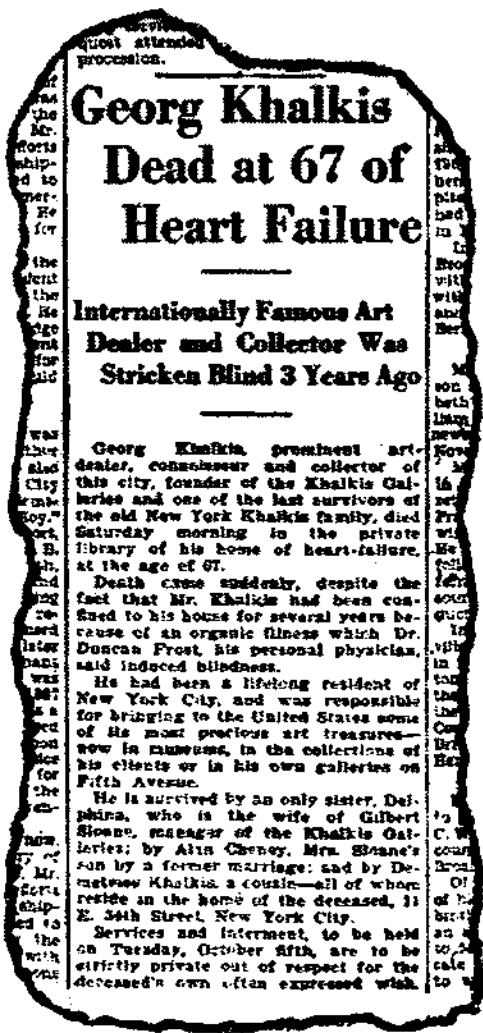 quest attended
procession.
Georg Khalkis
Dead at 67 of
Heart Failure
Internationally Famous Art
Dealer and Collector Was
Stricken Blind 3 Years Ago
Georg Khalkis, prominent art-
dealer, connoisseur and collector of
this city, founder of the Khalkis Gal-
leries and one of the last survivors of
the old New York Khalkis family, died
Saturday morning in the private
library of his home of heart-failure,
at the age of 67.
Death came suddenly, despite the
fact that Mr. Khalkis had been con-
fined to his house for several years be-
cause of an organic illness which Dr.
Duncan Frost, his personal physician,
said induced blindness.
He had been a lifelong resident of
New York City, and was responsible
for bringing to the United States some
of its most precious art treasures—
now in museums, in the collections of
his clients or in his own galleries on
Fifth Avenue.
He is survived by an only sister, Del-
phina, who is the wife of Gilbert
Sloane, manager of the Khalkis Gal-
leries; by Alan Cheney, Mrs. Sloane's
son by a former marriage; and by De-
metrios Khalkis, a cousin—all of whom
reside in the home of the deceased, 11
E. 54th Street, New York City.
Services and interment, to be held
on Tuesday, October fifth, are to be
strictly private out of respect for the
deceased's own often expressed wish.